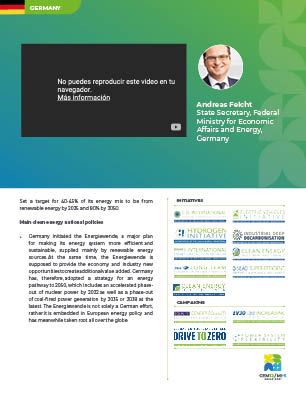 GERMANY
No puedes reproducir este video en tu
navegador.
Más información
Andreas Feicht
State Secretary, Federal
Ministry for Economic
Affairs and Energy,
Germany
Set a target for 40-45% of its energy mix to be from
renewable energy by 2025 and 80% by 2050.
Main clean energy national policies
• Germany initiated the Energiewende, a major plan
for making its energy system more efficient and
sustainable, supplied mainly by renewable energy
sources. At the same time, the Energiewende is
supposed to provide the economy and industry new
opportunities to create additional value added. Germany
has, therefore, adopted a strategy for an energy
pathway to 2050, which includes an accelerated phase-
out of nuclear power by 2022 as well as a phase-out
of coal-fired power generation by 2035 or 2038 at the
latest. The Energiewende is not solely a German effort,
rather it is embedded in European energy policy and
has meanwhile taken root all over the globe
INITIATIVES
HYDROGEN
INITIATIVE
INDUSTRIAL DEEP
DECARBONISATION
CLEAN ENERGY
CAMPAIGNS
DRIVE TO ZERO
POWER SYSTEM
FLEXIBILITY